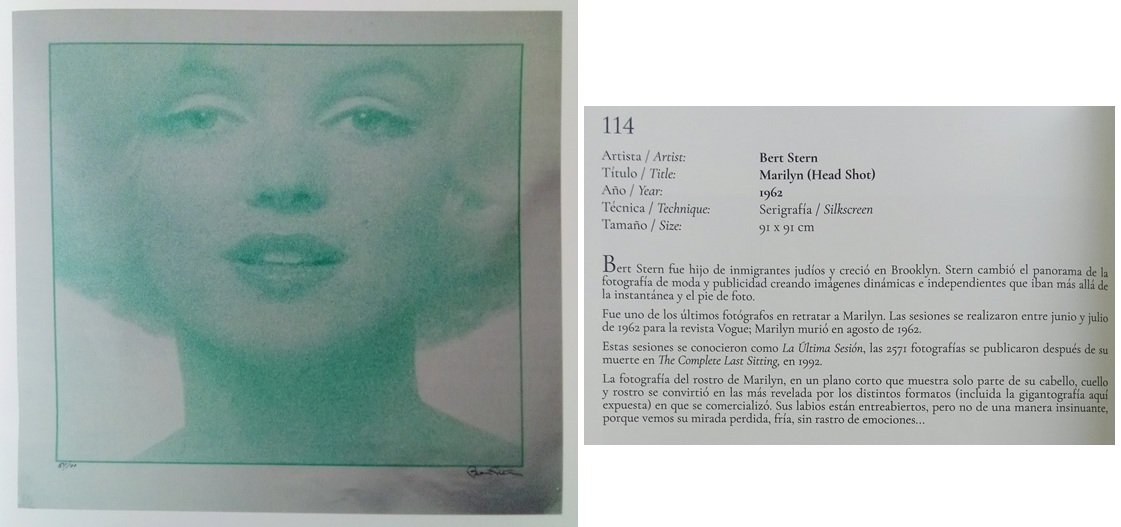 114
Artista / Artist: Bert Stern
Título / Title: Marilyn (Head Shot)
Año / Year: 1962
Técnica / Technique: Serigrafía / Silkscreen
Tamaño / Size: 91 x 91 cm
Bert Stern fue hijo de inmigrantes judíos y creció en Brooklyn. Stern cambió el panorama de la
fotografía de moda y publicidad creando imágenes dinámicas e independientes que iban más allá de
la instantánea y el pie de foto.
Fue uno de los últimos fotógrafos en retratar a Marilyn. Las sesiones se realizaron entre junio y julio
de 1962 para la revista Vogue; Marilyn murió en agosto de 1962.
Estas sesiones se conocieron como La Última Sesión, las 2571 fotografías se publicaron después de su
muerte en The Complete Last Sitting, en 1992.
La fotografía del rostro de Marilyn, en un plano corto que muestra solo parte de su cabello, cuello
y rostro se convirtió en las más revelada por los distintos formatos (incluida la gigantografía aquí
expuesta) en que se comercializó. Sus labios están entreabiertos, pero no de una manera insinuante,
porque vemos su mirada perdida, fría, sin rastro de emociones...